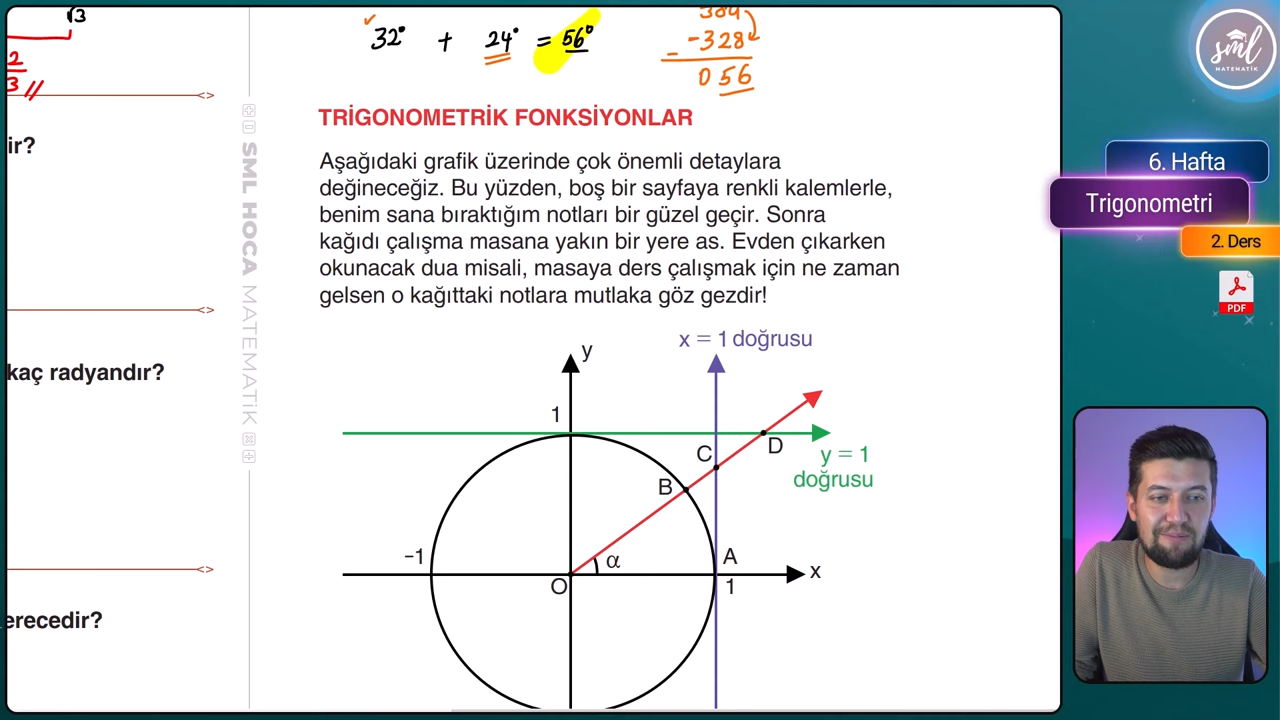 √3
2
3 //
ir?
kaç radyandır?
erecedir?
SML HOCA MATEMATİK
32° + 24° = 56°
384
-328
056
TRİGONOMETRİK FONKSİYONLAR
Aşağıdaki grafik üzerinde çok önemli detaylara
değineceğiz. Bu yüzden, boş bir sayfaya renkli kalemlerle,
benim sana bıraktığım notları bir güzel geçir. Sonra
kağıdı çalışma masana yakın bir yere as. Evden çıkarken
okunacak dua misali, masaya ders çalışmak için ne zaman
gelsen o kağıttaki notlara mutlaka göz gezdir!
x = 1 doğrusu
y
1
D
C
y = 1
doğrusu
B
−1
α
A
x
O
1
sml
MATEMATİK
6. Hafta
Trigonometri
2. Ders
PDF